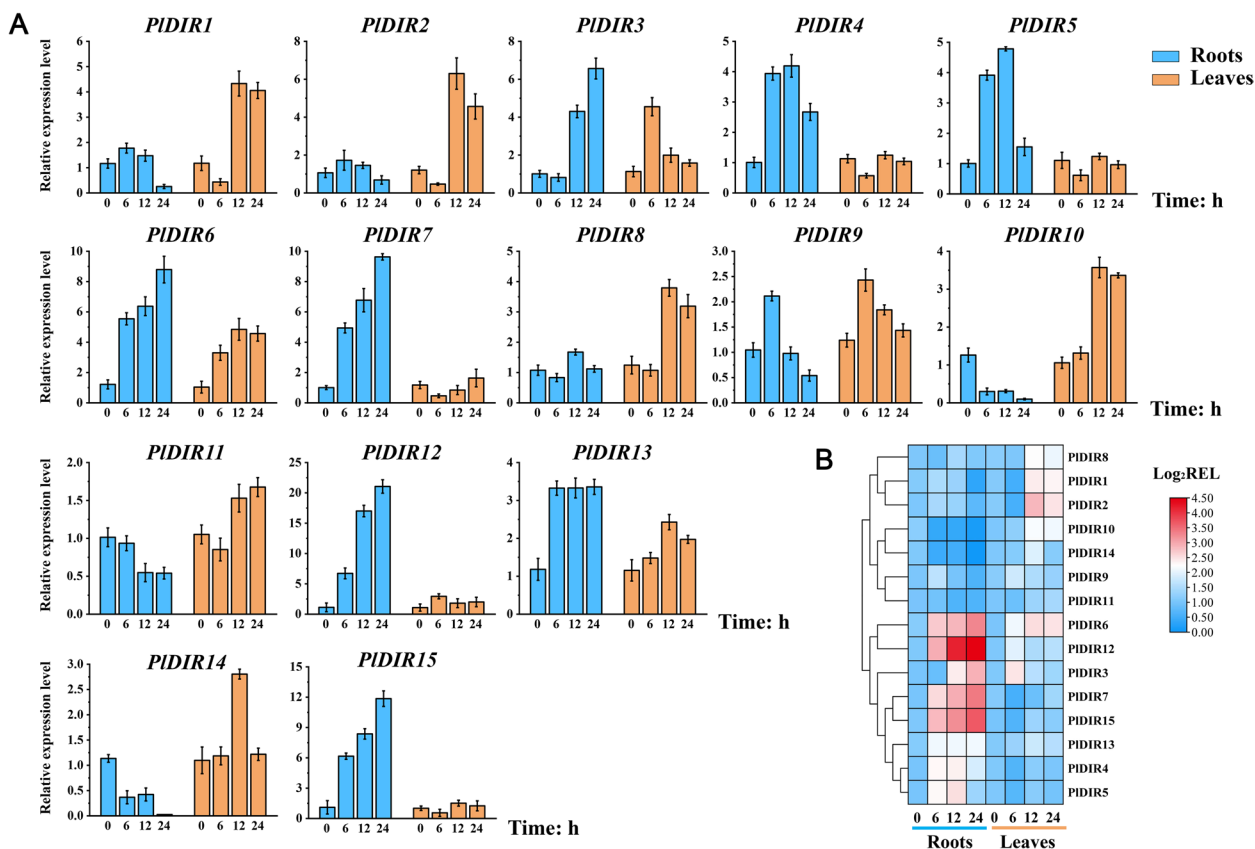 A
PlDIR1 PlDIR2 PlDIR3 PlDIR4 PlDIR5
Relative expression level
6 5 4 3 2 1 0
8 6 4 2 0
8 6 4 2 0
5 4 3 2 1 0
5 4 3 2 1 0
Roots
Leaves
0 6 12 24 0 6 12 24 0 6 12 24 0 6 12 24 0 6 12 24 0 6 12 24 0 6 12 24 0 6 12 24 0 6 12 24 0 6 12 24 Time: h
PlDIR6 PlDIR7 PlDIR8 PlDIR9 PlDIR10
Relative expression level
10 8 6 4 2 0
10 8 6 4 2 0
5 4 3 2 1 0
3.0 2.5 2.0 1.5 1.0 0.5 0.0
4 3 2 1 0
0 6 12 24 0 6 12 24 0 6 12 24 0 6 12 24 0 6 12 24 0 6 12 24 0 6 12 24 0 6 12 24 0 6 12 24 0 6 12 24 Time: h
PlDIR11 PlDIR12 PlDIR13
Relative expression level
2.0 1.5 1.0 0.5 0.0
25 20 15 10 5 0
4 3 2 1 0
0 6 12 24 0 6 12 24 0 6 12 24 0 6 12 24 0 6 12 24 0 6 12 24 Time: h
PlDIR14 PlDIR15
Relative expression level
3.0 2.5 2.0 1.5 1.0 0.5 0.0
15 12 9 6 3 0
0 6 12 24 0 6 12 24 0 6 12 24 0 6 12 24 Time: h
B
PlDIR8
PlDIR1
PlDIR2
PlDIR10
PlDIR14
PlDIR9
PlDIR11
PlDIR6
PlDIR12
PlDIR3
PlDIR7
PlDIR15
PlDIR13
PlDIR4
PlDIR5
0 6 12 24 0 6 12 24
Roots Leaves
Log₂REL
4.50
4.00
3.50
3.00
2.50
2.00
1.50
1.00
0.50
0.00